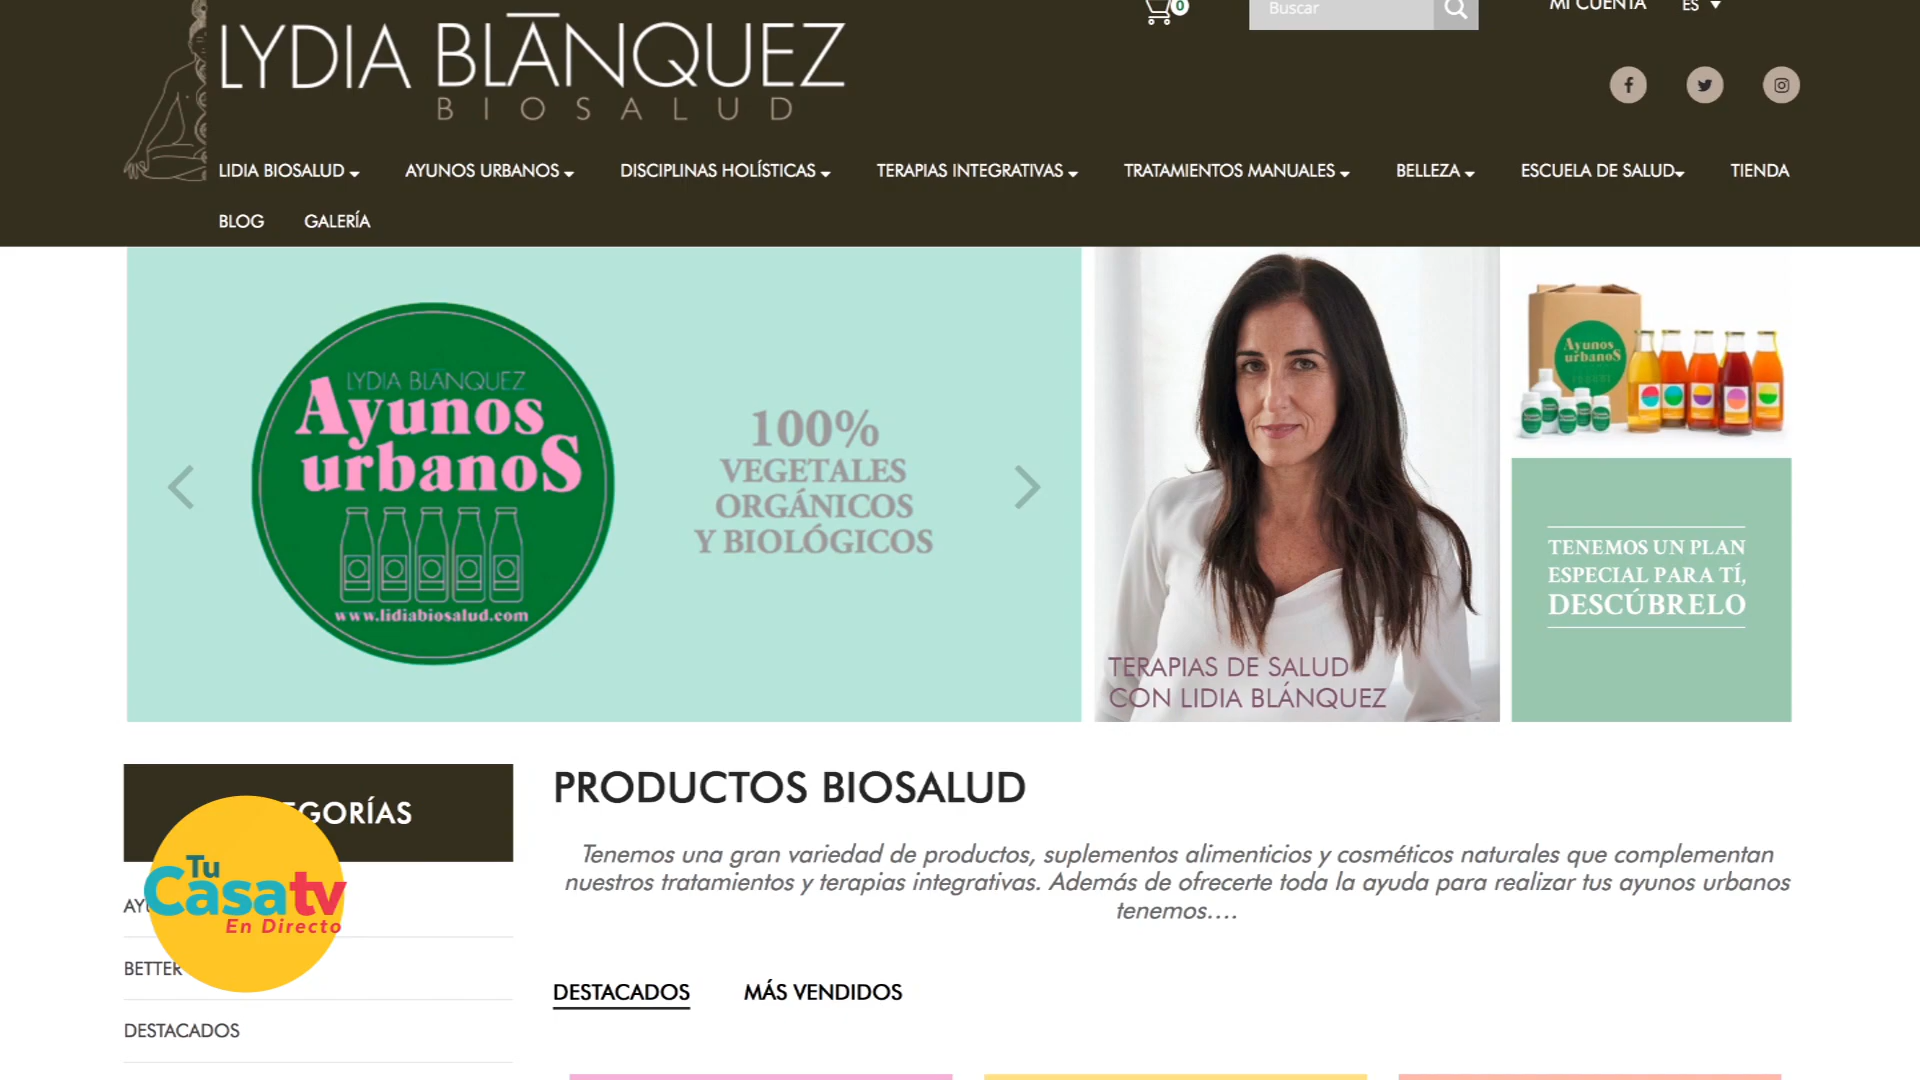 LYDIA BLĀNQUEZ
BIOSALUD
0
Buscar
MI CUENTA
ES
LIDIA BIOSALUD
AYUNOS URBANOS
DISCIPLINAS HOLÍSTICAS
TERAPIAS INTEGRATIVAS
TRATAMIENTOS MANUALES
BELLEZA
ESCUELA DE SALUD
TIENDA
BLOG
GALERÍA
LYDIA BLĀNQUEZ
Ayunos
urbanoS
www.lidiabiosalud.com
100%
VEGETALES
ORGÁNICOS
Y BIOLÓGICOS
TERAPIAS DE SALUD
CON LIDIA BLÁNQUEZ
Ayunos
urbanoS
TENEMOS UN PLAN
ESPECIAL PARA TÍ,
DESCÚBRELO
GORÍAS
AYU
BETTER
DESTACADOS
Tu
Casatv
En Directo
PRODUCTOS BIOSALUD
Tenemos una gran variedad de productos, suplementos alimenticios y cosméticos naturales que complementan
nuestros tratamientos y terapias integrativas. Además de ofrecerte toda la ayuda para realizar tus ayunos urbanos
tenemos….
DESTACADOS
MÁS VENDIDOS